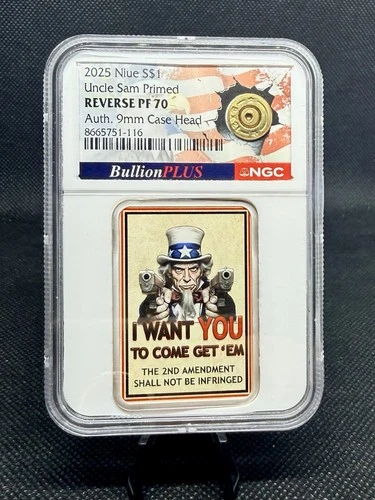 2025 Niue S$1
Uncle Sam Primed
REVERSE PF 70
Auth. 9mm Case Head
8665751-116
BullionPLUS
NGC
I WANT YOU
TO COME GET 'EM
THE 2ND AMENDMENT
SHALL NOT BE INFRINGED